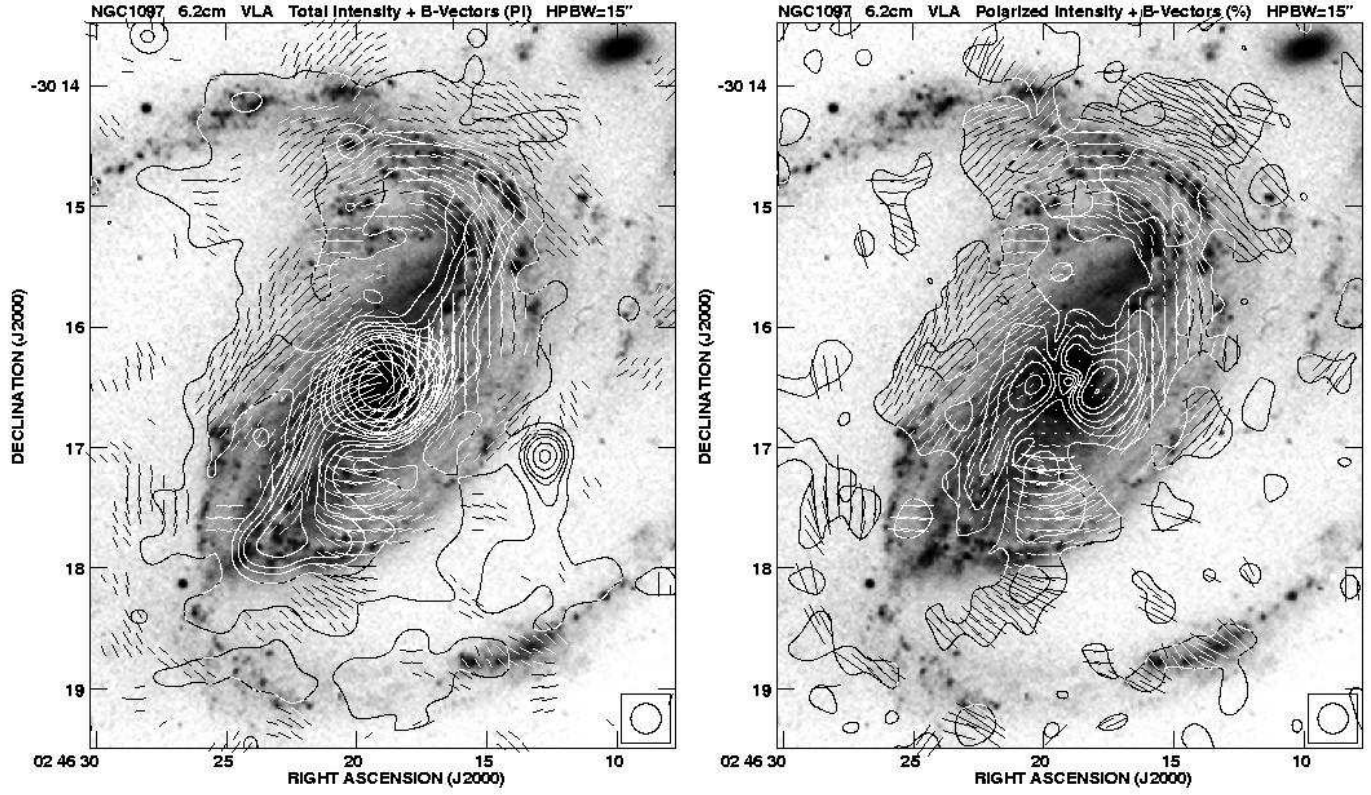 NGC1097 6.2cm VLA Total Intensity + B-Vectors (PI) HPBW=15"
NGC1097 6.2cm VLA Polarized Intensity + B-Vectors (%) HPBW=15"
-30 14
15
16
17
18
19
DECLINATION (J2000)
02 46 30
25
20
15
10
RIGHT ASCENSION (J2000)
-30 14
15
16
17
18
19
DECLINATION (J2000)
02 46 30
25
20
15
10
RIGHT ASCENSION (J2000)